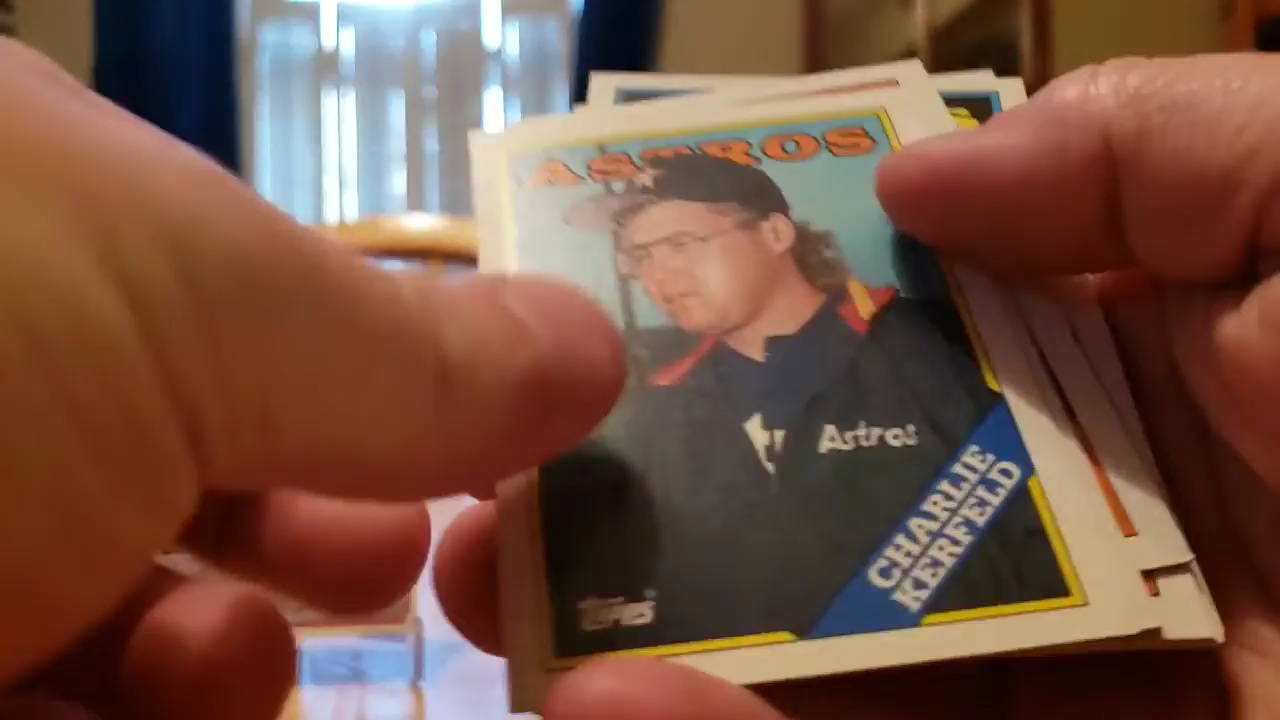 ASTROS
Astros
CHARLIE
KERFELD
TOPPS